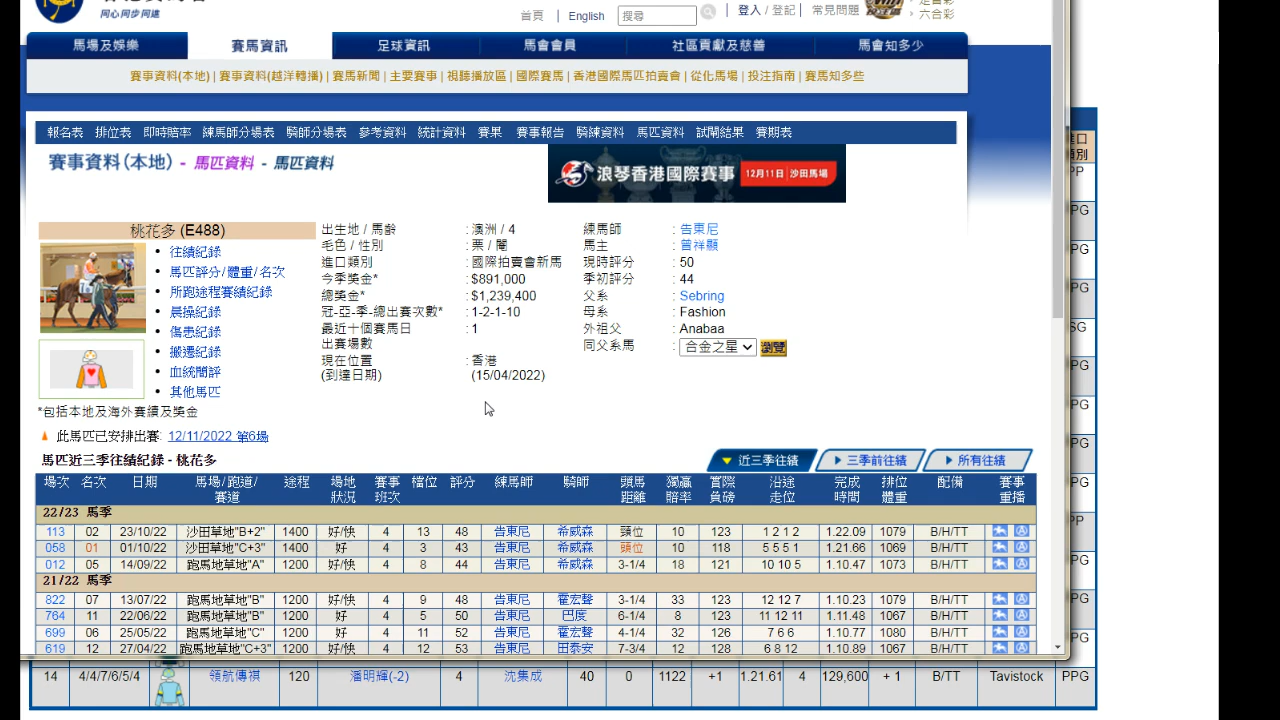 同心同步同進
首頁 | English 搜尋 登入 / 登記 | 常見問題 六合彩
馬場及娛樂 賽馬資訊 足球資訊 馬會會員 社區貢獻及慈善 馬會知多少
賽事資料(本地) | 賽事資料(越洋轉播) | 賽馬新聞 | 主要賽事 | 視聽播放區 | 國際賽馬 | 香港國際馬匹拍賣會 | 從化馬場 | 投注指南 | 賽馬知多些
報名表 排位表 即時賠率 練馬師分場表 騎師分場表 參考資料 統計資料 賽果 賽事報告 騎練資料 馬匹資料 試閘結果 賽期表
賽事資料(本地) - 馬匹資料 - 馬匹資料
浪琴香港國際賽事 12月11日|沙田馬場
桃花多 (E488)
• 往績紀錄
• 馬匹評分/體重/名次
• 所跑途程賽績紀錄
• 晨操紀錄
• 傷患紀錄
• 搬遷紀錄
• 血統簡評
• 其他馬匹
出生地 / 馬齡 : 澳洲 / 4 練馬師 : 告東尼
毛色 / 性別 : 栗 / 閹 馬主 : 曾祥顯
進口類別 : 國際拍賣會新馬 現時評分 : 50
今季獎金* : $891,000 季初評分 : 44
總獎金* : $1,239,400 父系 : Sebring
冠-亞-季-總出賽次數* : 1-2-1-10 母系 : Fashion
最近十個賽馬日 : 1 外祖父 : Anabaa
出賽場數 同父系馬 : 合金之星 瀏覽
現在位置 : 香港
(到達日期) (15/04/2022)
*包括本地及海外賽績及獎金
此馬匹已安排出賽: 12/11/2022 第6場
馬匹近三季往績紀錄 - 桃花多 近三季往績 三季前往績 所有往績
場次 名次 日期 馬場/跑道/賽道 途程 場地狀況 賽事班次 檔位 評分 練馬師 騎師 頭馬距離 獨贏賠率 實際負磅 沿途走位 完成時間 排位體重 配備 賽事重播
22/23 馬季
113 02 23/10/22 沙田草地"B+2" 1400 好/快 4 13 48 告東尼 希威森 頸位 10 123 1 2 1 2 1.22.09 1079 B/H/TT
058 01 01/10/22 沙田草地"C+3" 1400 好 4 3 43 告東尼 希威森 頭位 10 118 5 5 5 1 1.21.66 1069 B/H/TT
012 05 14/09/22 跑馬地草地"A" 1200 好/快 4 8 44 告東尼 希威森 3-1/4 18 121 10 10 5 1.10.47 1073 B/H/TT
21/22 馬季
822 07 13/07/22 跑馬地草地"B" 1200 好/快 4 9 48 告東尼 霍宏聲 3-1/4 33 123 12 12 7 1.10.23 1079 B/H/TT
764 11 22/06/22 跑馬地草地"B" 1200 好 4 5 50 告東尼 巴度 6-1/4 8 123 11 12 11 1.11.48 1067 B/H/TT
699 06 25/05/22 跑馬地草地"C" 1200 好 4 11 52 告東尼 霍宏聲 4-1/4 32 126 7 6 6 1.10.77 1080 B/H/TT
619 12 27/04/22 跑馬地草地"C+3" 1200 好 4 12 53 告東尼 田泰安 7-3/4 12 123 6 8 12 1.10.89 1067 B/H/TT
14 4/4/7/6/5/4 領航傳祺 120 潘明輝(-2) 4 沈集成 40 0 1122 +1 1.21.61 4 129,600 + 1 B/TT Tavistock PPG